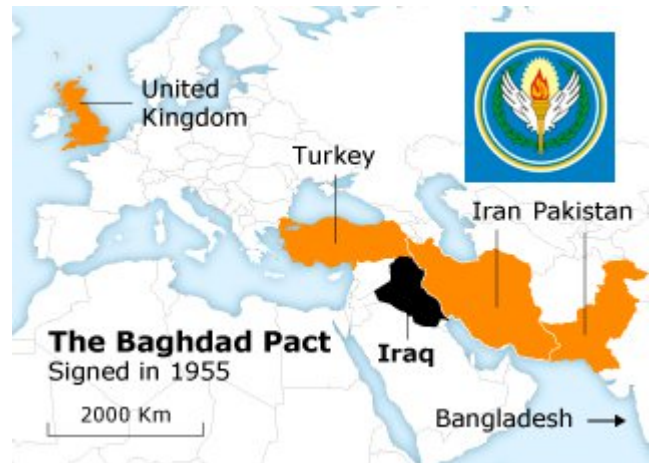 United
Kingdom
Turkey
Iran Pakistan
The Baghdad Pact
Signed in 1955
Iraq
2000 Km
Bangladesh